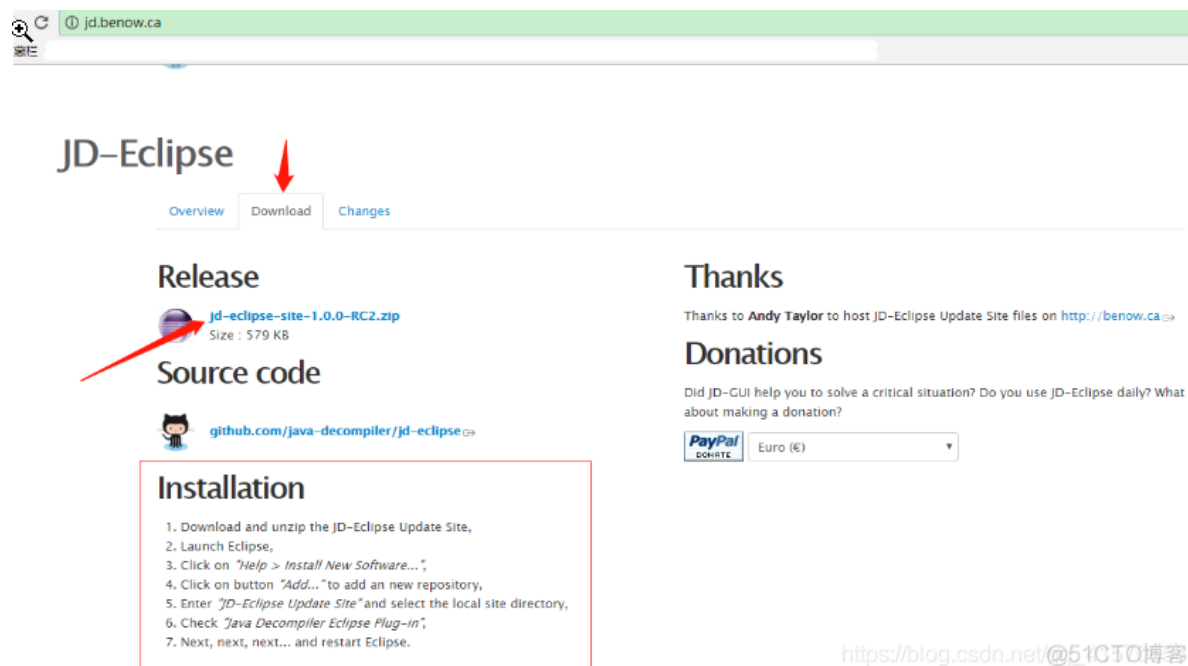 jd.benow.ca
JD-Eclipse
Overview
Download
Changes
Release
jd-eclipse-site-1.0.0-RC2.zip
Size : 579 KB
Source code
github.com/java-decompiler/jd-eclipse
Installation
1. Download and unzip the JD-Eclipse Update Site,
2. Launch Eclipse,
3. Click on "Help > Install New Software...",
4. Click on button "Add..." to add an new repository,
5. Enter "JD-Eclipse Update Site" and select the local site directory,
6. Check "Java Decompiler Eclipse Plug-in",
7. Next, next, next... and restart Eclipse.
Thanks
Thanks to Andy Taylor to host JD-Eclipse Update Site files on http://benow.ca
Donations
Did JD-GUI help you to solve a critical situation? Do you use JD-Eclipse daily? What
about making a donation?
PayPal
DONATE
Euro (€)
https://blog.csdn.net/
@51CTO博客